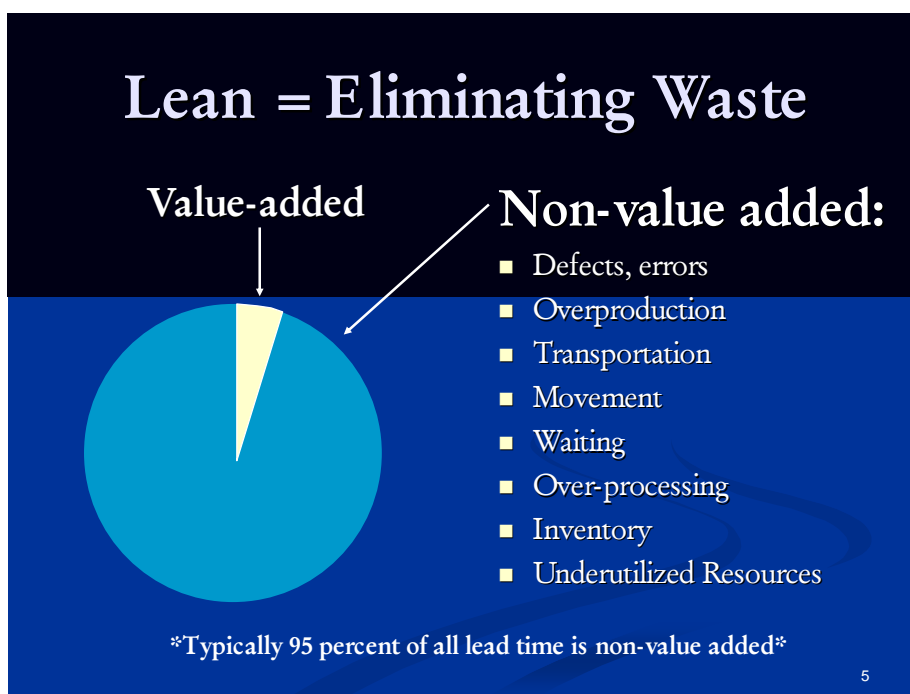 Lean = Eliminating Waste
Value-added
Non-value added:
Defects, errors
Overproduction
Transportation
Movement
Waiting
Over-processing
Inventory
Underutilized Resources
*Typically 95 percent of all lead time is non-value added*
5